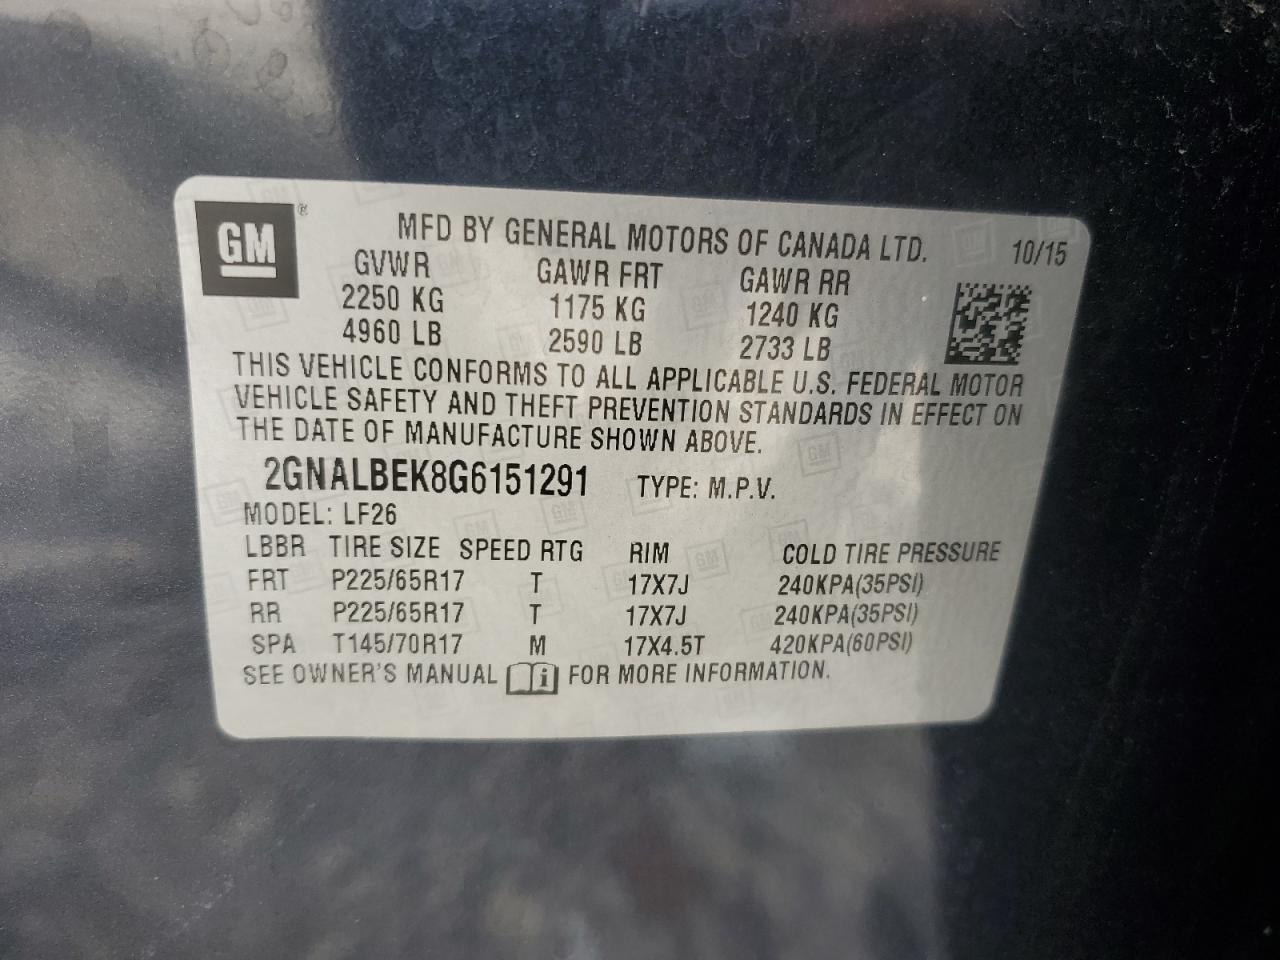 GM®
MFD BY GENERAL MOTORS OF CANADA LTD. 10/15
GVWR GAWR FRT GAWR RR
2250 KG 1175 KG 1240 KG
4960 LB 2590 LB 2733 LB
THIS VEHICLE CONFORMS TO ALL APPLICABLE U.S. FEDERAL MOTOR
VEHICLE SAFETY AND THEFT PREVENTION STANDARDS IN EFFECT ON
THE DATE OF MANUFACTURE SHOWN ABOVE.
2GNALBEK8G6151291 TYPE: M.P.V.
MODEL: LF26
LBBR TIRE SIZE SPEED RTG RIM COLD TIRE PRESSURE
FRT P225/65R17 T 17X7J 240KPA(35PSI)
RR P225/65R17 T 17X7J 240KPA(35PSI)
SPA T145/70R17 M 17X4.5T 420KPA(60PSI)
SEE OWNER'S MANUAL i FOR MORE INFORMATION.